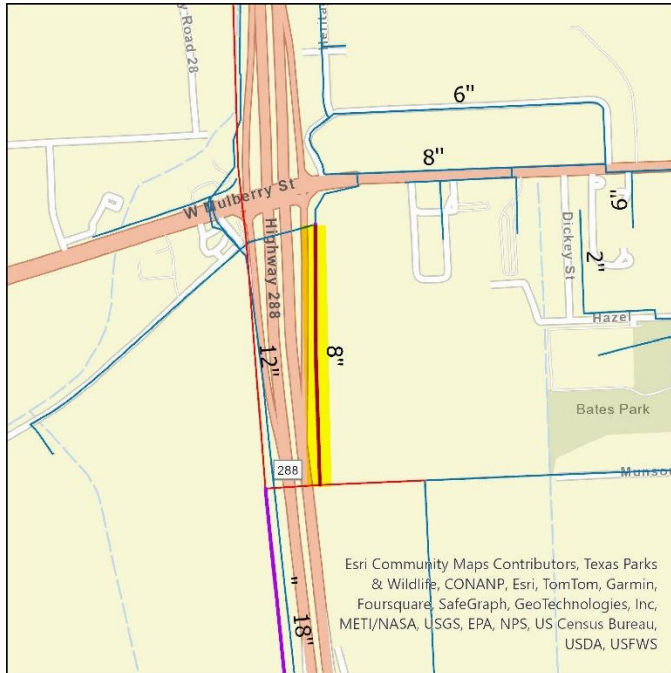 y Road 28
6"
8"
W Mulberry St
Highway 288
Dickey St
6"
2"
Hazel
12"
8"
Bates Park
288
Munso
"
18"
Esri Community Maps Contributors, Texas Parks
& Wildlife, CONANP, Esri, TomTom, Garmin,
Foursquare, SafeGraph, GeoTechnologies, Inc,
METI/NASA, USGS, EPA, NPS, US Census Bureau,
USDA, USFWS